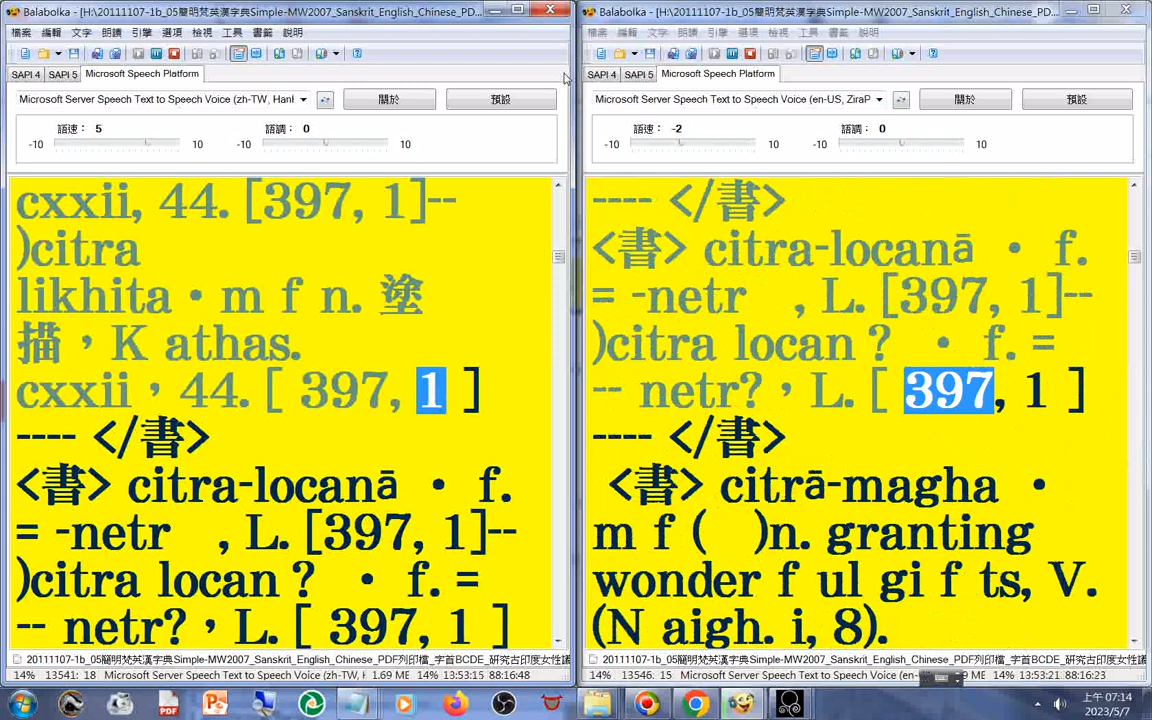 Balabolka - [H:\20111107-1b_05簡明梵英漢字典Simple-MW2007_Sanskrit_English_Chinese_PD...
檔案 編輯 文字 朗讀 引擎 選項 檢視 工具 書籤 說明
SAPI 4 SAPI 5 Microsoft Speech Platform
Microsoft Server Speech Text to Speech Voice (zh-TW, Hanl 關於 預設
語速： 5 語調： 0
-10 10 -10 10
cxxii, 44. [397, 1]--
)citra
likhita • m f n. 塗
描，K athas.
cxxii，44. [ 397, 1 ]
---- </書>
<書> citra-locanā • f.
= -netr , L. [397, 1]--
)citra locan ? • f. =
-- netr?，L. [ 397, 1 ]
20111107-1b_05簡明梵英漢字典Simple-MW2007_Sanskrit_English_Chinese_PDF列印檔_字首BCDE_研究古印度女性議
14% 13541: 18 Microsoft Server Speech Text to Speech Voice (zh-TW, 1.69 MB 14% 13:53:15 88:16:48
Balabolka - [H:\20111107-1b_05簡明梵英漢字典Simple-MW2007_Sanskrit_English_Chinese_PD...
檔案 編輯 文字 朗讀 引擎 選項 檢視 工具 書籤 說明
SAPI 4 SAPI 5 Microsoft Speech Platform
Microsoft Server Speech Text to Speech Voice (en-US, ZiraP 關於 預設
語速： -2 語調： 0
-10 10 -10 10
---- </書>
<書> citra-locanā • f.
= -netr , L. [397, 1]--
)citra locan ? • f. =
-- netr?，L. [ 397, 1 ]
---- </書>
<書> citrā-magha •
m f ( )n. granting
wonder f ul gi f ts, V.
(N aigh. i, 8).
20111107-1b_05簡明梵英漢字典Simple-MW2007_Sanskrit_English_Chinese_PDF列印檔_字首BCDE_研究古印度女性議
14% 13546: 15 Microsoft Server Speech Text to Speech Voice 14% 13:53:21 88:16:23
上午 07:14
2023/5/7